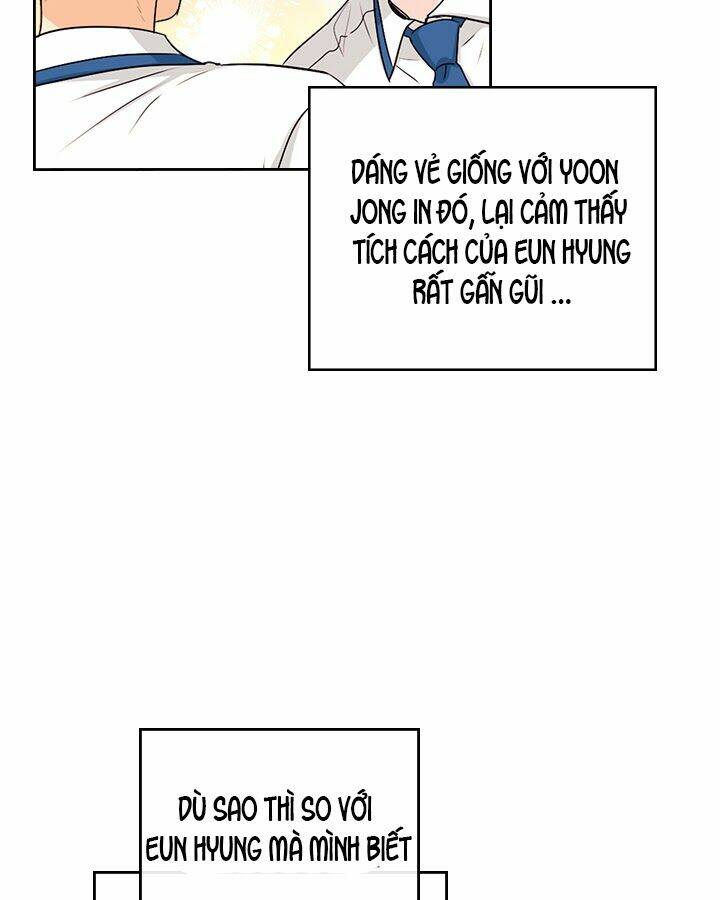 DÁNG VẺ GIỐNG VỚI YOON
JONG IN ĐÓ, LẠI CẢM THẤY
TÍCH CÁCH CỦA EUN HYUNG
RẤT GẪN GŨI ...
DÙ SAO THÌ SO VỚI
EUN HYUNG MÀ MÌNH BIẾT